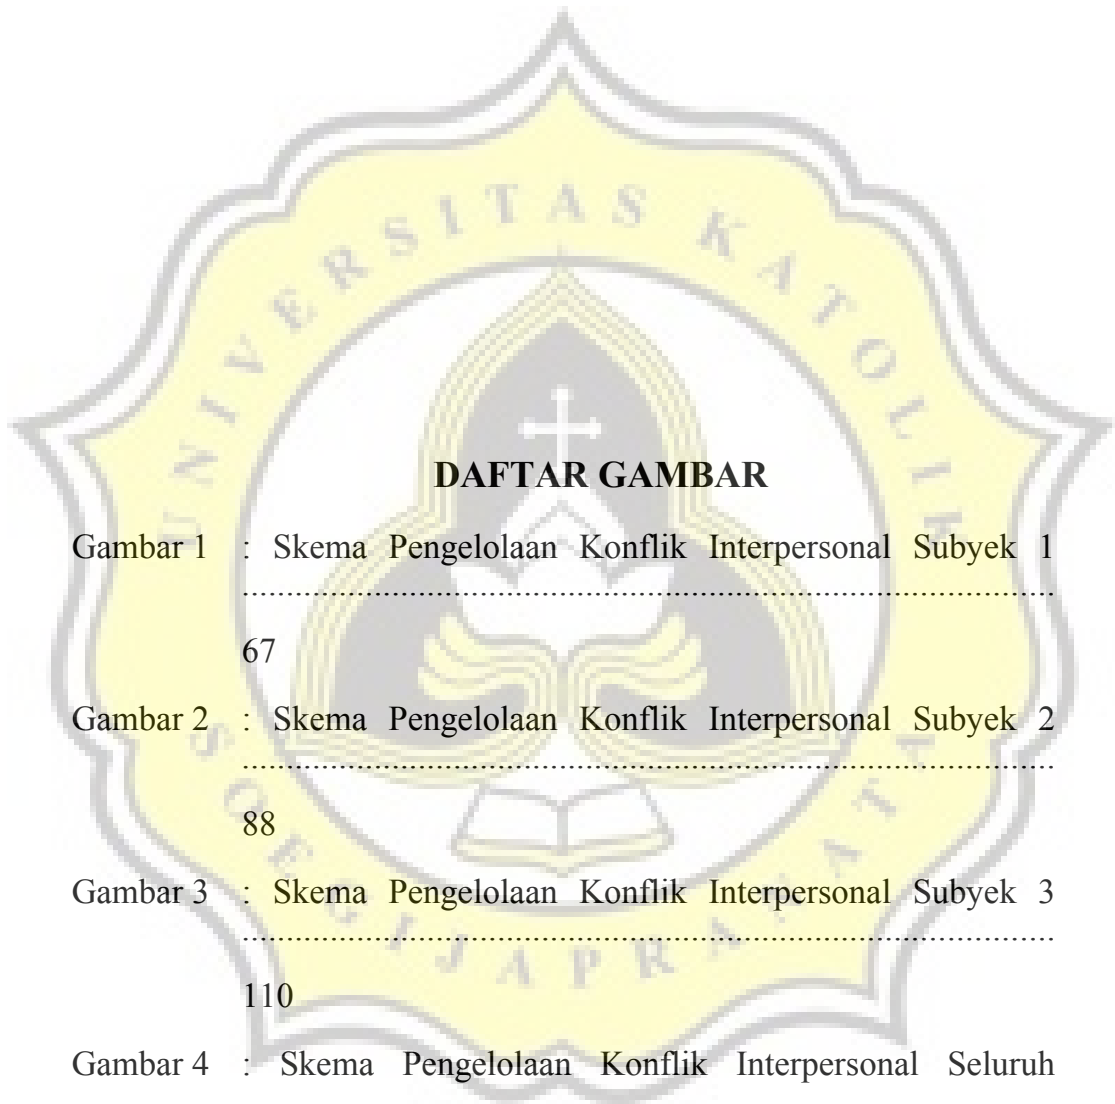 UNIVERSITAS KATOLIK
DAFTAR GAMBAR
Gambar 1 : Skema Pengelolaan Konflik Interpersonal Subyek 1
....................................................................................
67
Gambar 2 : Skema Pengelolaan Konflik Interpersonal Subyek 2
....................................................................................
88
Gambar 3 : Skema Pengelolaan Konflik Interpersonal Subyek 3
....................................................................................
110
Gambar 4 : Skema Pengelolaan Konflik Interpersonal Seluruh
SOEGIJAPRANATA